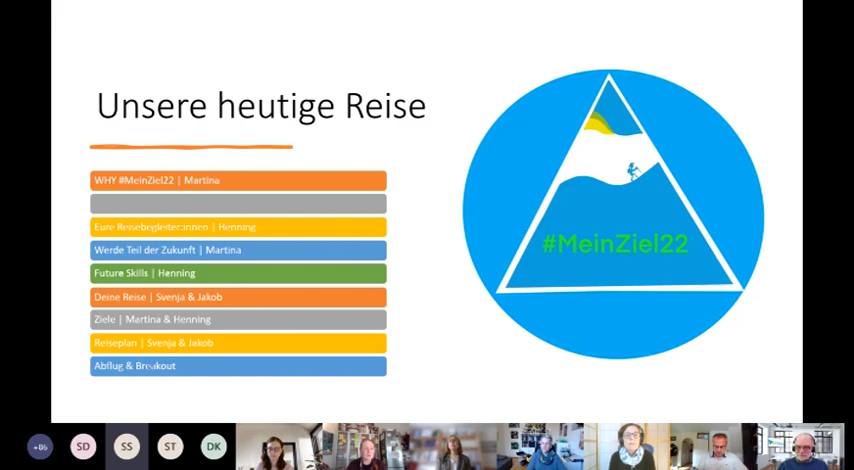 Unsere heutige Reise
WHY #MeinZiel22 | Martina
Eure Reisebegleiter:innen | Henning
Werde Teil der Zukunft | Martina
Future Skills | Henning
Deine Reise | Svenja & Jakob
Ziele | Martina & Henning
Reiseplan | Svenja & Jakob
Abflug & Breakout
#MeinZiel22
+86
SD
SS
ST
DK